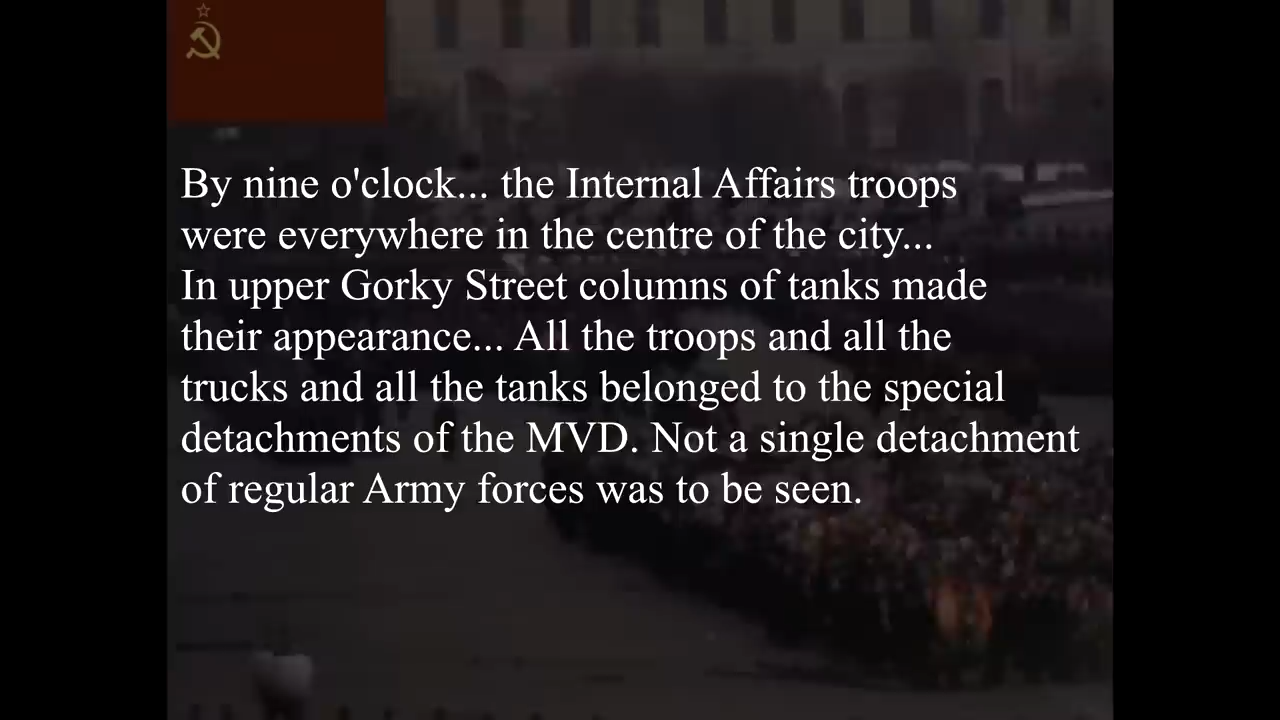 By nine o'clock... the Internal Affairs troops
were everywhere in the centre of the city...
In upper Gorky Street columns of tanks made
their appearance... All the troops and all the
trucks and all the tanks belonged to the special
detachments of the MVD. Not a single detachment
of regular Army forces was to be seen.